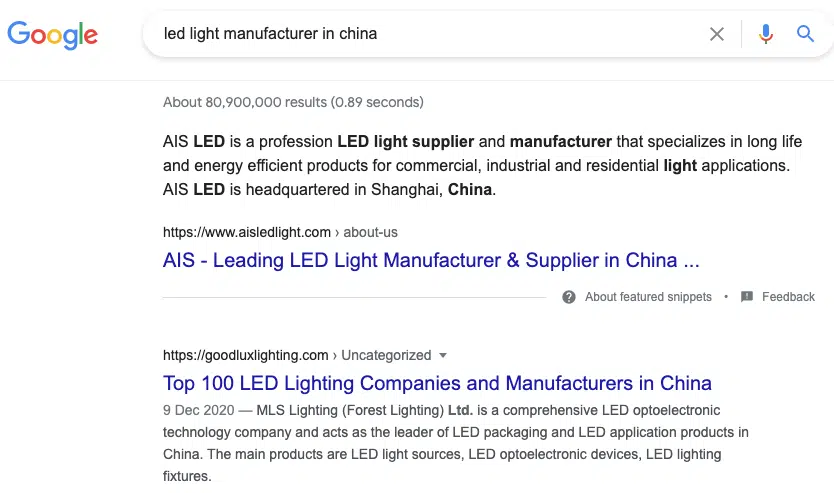 Google
led light manufacturer in china
About 80,900,000 results (0.89 seconds)
AIS LED is a profession LED light supplier and manufacturer that specializes in long life
and energy efficient products for commercial, industrial and residential light applications.
AIS LED is headquartered in Shanghai, China.
https://www.aisledlight.com › about-us
AIS - Leading LED Light Manufacturer & Supplier in China ...
About featured snippets • Feedback
https://goodluxlighting.com › Uncategorized
Top 100 LED Lighting Companies and Manufacturers in China
9 Dec 2020 — MLS Lighting (Forest Lighting) Ltd. is a comprehensive LED optoelectronic
technology company and acts as the leader of LED packaging and LED application products in
China. The main products are LED light sources, LED optoelectronic devices, LED lighting
fixtures.